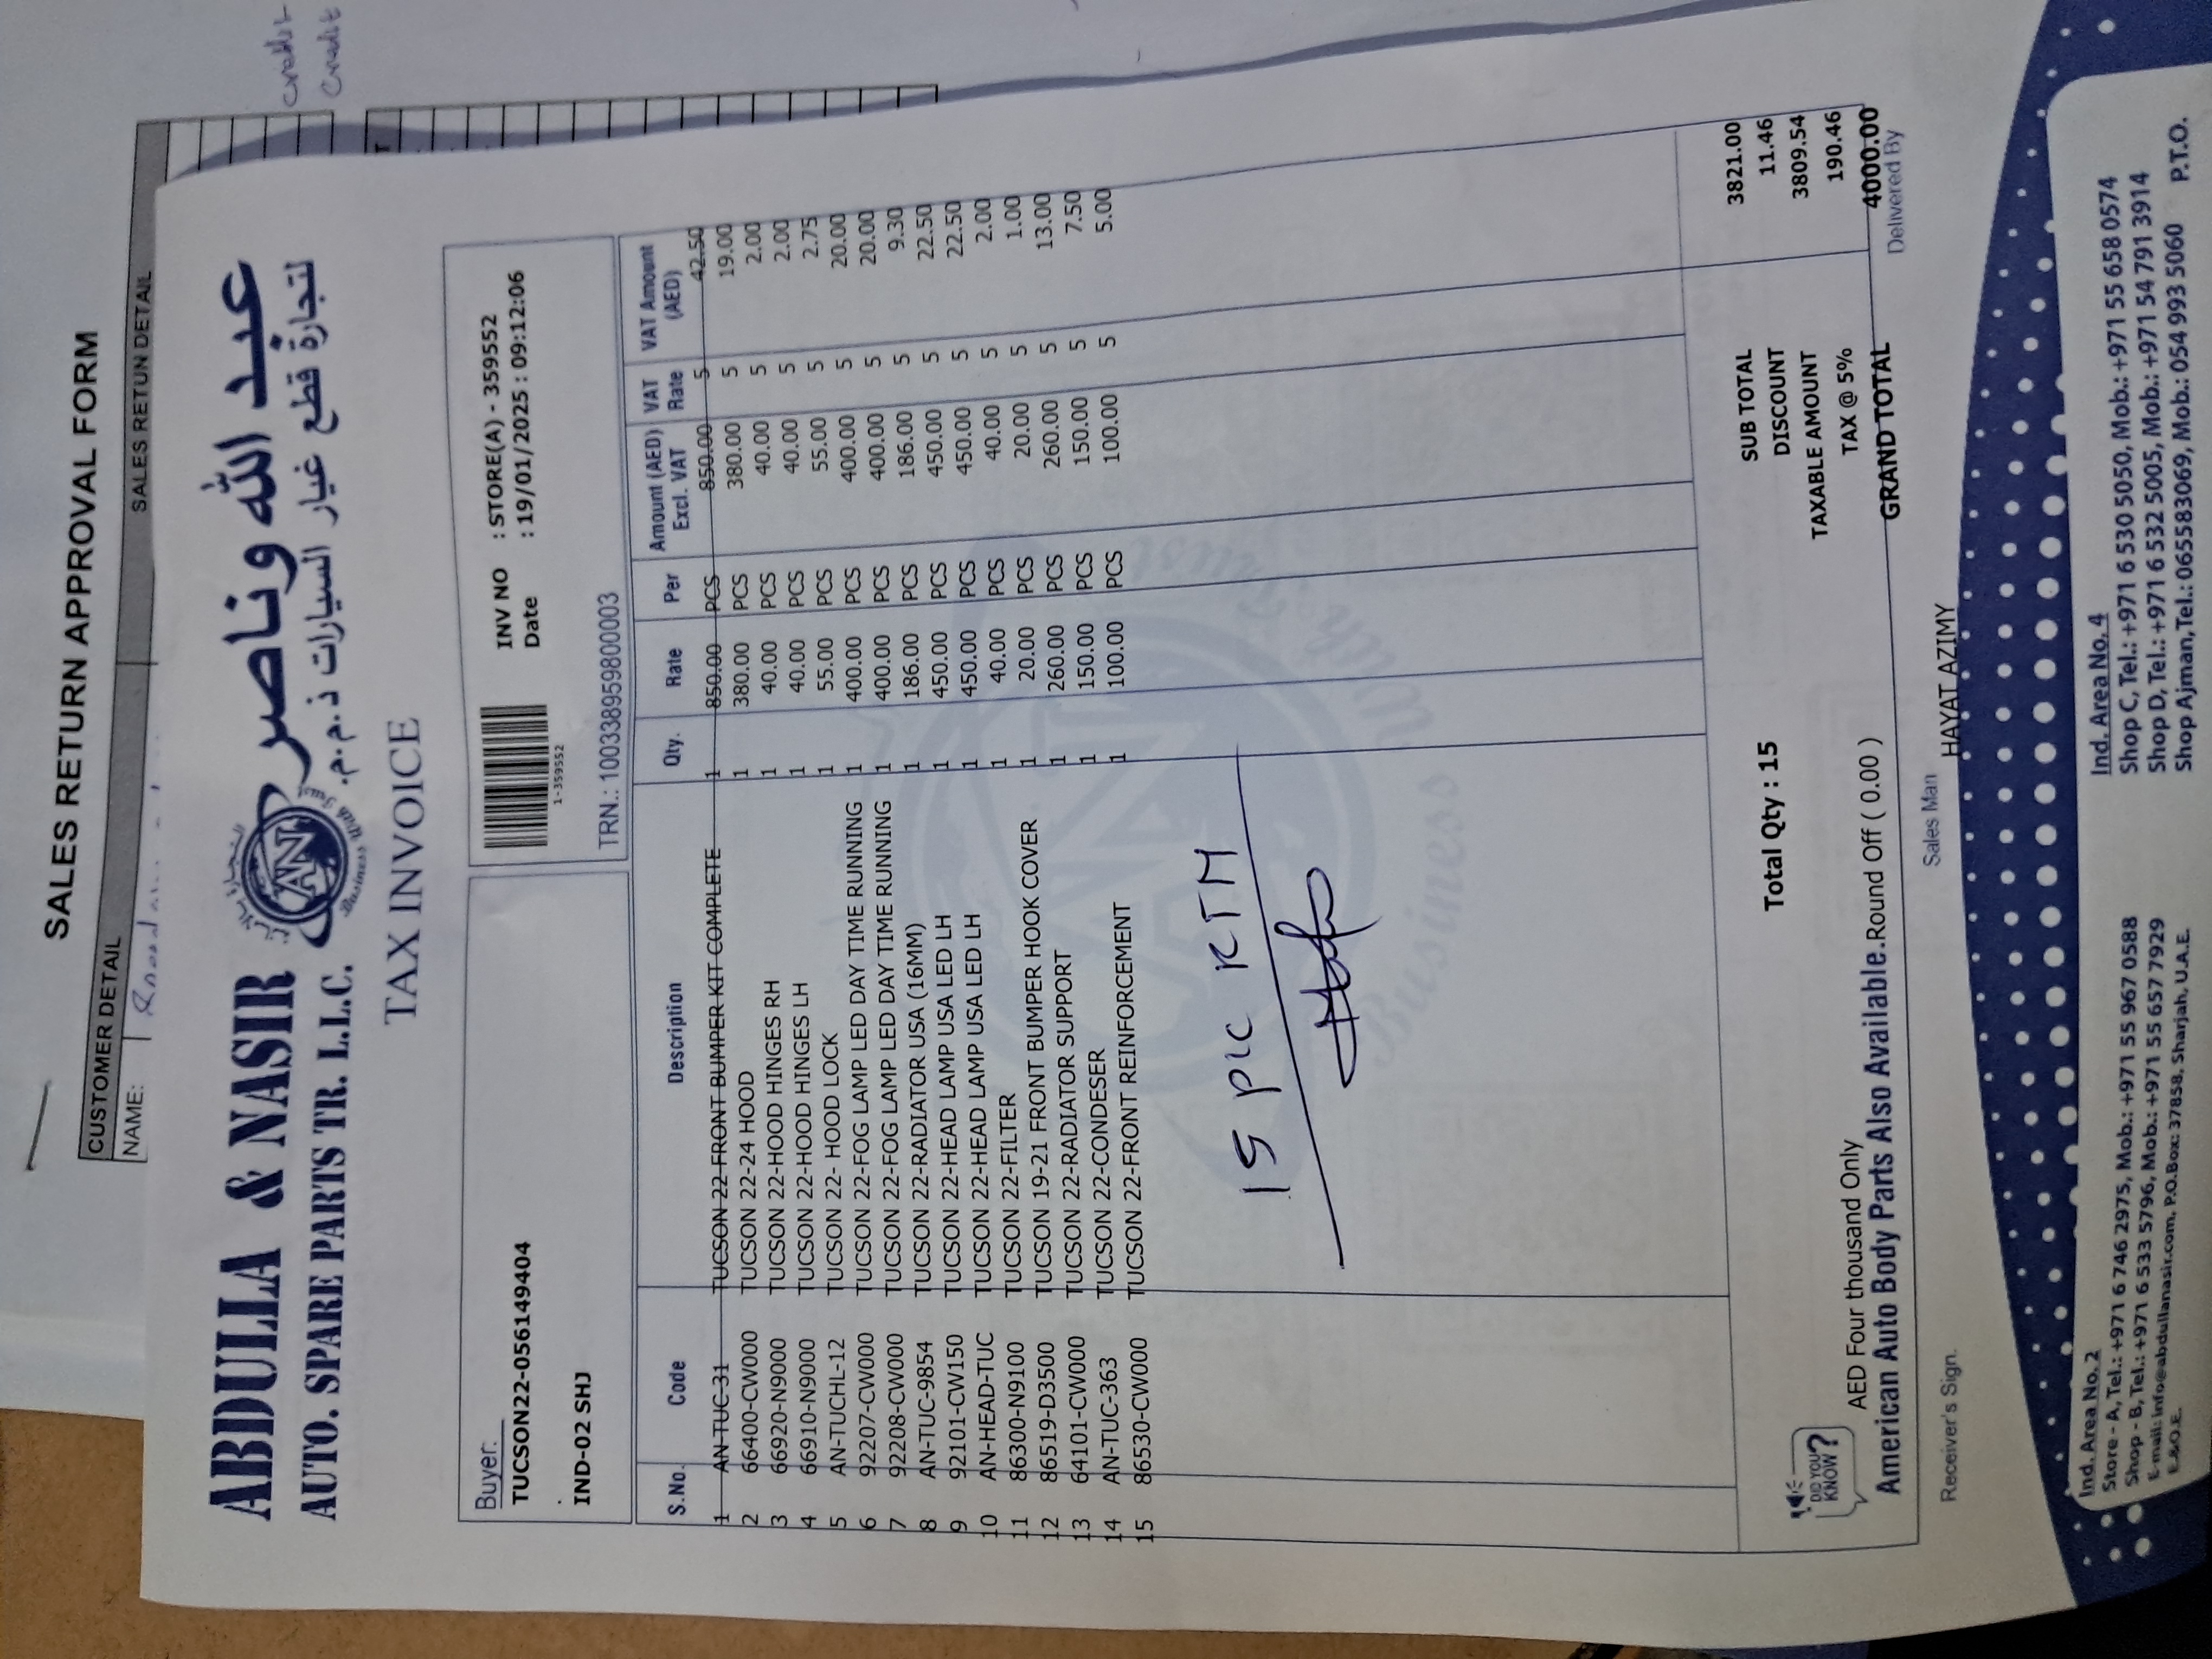 SALES RETURN APPROVAL FORM
CUSTOMER DETAIL SALES RETUN DETAIL
NAME:
Credit
Credit
ABDULLA & NASIR عبد الله وناصر
AUTO. SPARE PARTS TR. L.L.C. لتجارة قطع غيار السيارات ذ.م.م.
AN
Business With Trust
TAX INVOICE
Buyer:
TUCSON22-0561494​04
IND-02 SHJ
1-359552
INV NO : STORE(A) - 359552
Date : 19/01/2025 : 09:12:06
TRN.: 100338959800003
S.No. Code Description Qty. Rate Per Amount (AED) Excl. VAT VAT Rate VAT Amount (AED)
1 AN-TUC-31 TUCSON 22-FRONT BUMPER KIT COMPLETE 1 850.00 PCS 850.00 5 42.50
2 66400-CW000 TUCSON 22-24 HOOD 1 380.00 PCS 380.00 5 19.00
3 66920-N9000 TUCSON 22-HOOD HINGES RH 1 40.00 PCS 40.00 5 2.00
4 66910-N9000 TUCSON 22-HOOD HINGES LH 1 40.00 PCS 40.00 5 2.00
5 AN-TUCHL-12 TUCSON 22- HOOD LOCK 1 55.00 PCS 55.00 5 2.75
6 92207-CW000 TUCSON 22-FOG LAMP LED DAY TIME RUNNING 1 400.00 PCS 400.00 5 20.00
7 92208-CW000 TUCSON 22-FOG LAMP LED DAY TIME RUNNING 1 400.00 PCS 400.00 5 20.00
8 AN-TUC-9854 TUCSON 22-RADIATOR USA (16MM) 1 186.00 PCS 186.00 5 9.30
9 92101-CW150 TUCSON 22-HEAD LAMP USA LED LH 1 450.00 PCS 450.00 5 22.50
10 AN-HEAD-TUC TUCSON 22-HEAD LAMP USA LED LH 1 450.00 PCS 450.00 5 22.50
11 86300-N9100 TUCSON 22-FILTER 1 40.00 PCS 40.00 5 2.00
12 86519-D3500 TUCSON 19-21 FRONT BUMPER HOOK COVER 1 20.00 PCS 20.00 5 1.00
13 64101-CW000 TUCSON 22-RADIATOR SUPPORT 1 260.00 PCS 260.00 5 13.00
14 AN-TUC-363 TUCSON 22-CONDESER 1 150.00 PCS 150.00 5 7.50
15 86530-CW000 TUCSON 22-FRONT REINFORCEMENT 1 100.00 PCS 100.00 5 5.00
15 PIC RTM
Total Qty : 15
SUB TOTAL 3821.00
DISCOUNT 11.46
TAXABLE AMOUNT 3809.54
TAX @ 5% 190.46
GRAND TOTAL 4000.00
DID YOU KNOW?
AED Four thousand Only
American Auto Body Parts Also Available.Round Off ( 0.00 )
Receiver's Sign. Sales Man Delivered By
HAYAT AZIMY
Ind. Area No. 2
Store - A, Tel.: +971 6 746 2975, Mob.: +971 55 967 0588
Shop - B, Tel.: +971 6 533 5796, Mob.: +971 55 657 7929
E-mail: info@abdullanasir.com, P.O.Box: 37858, Sharjah, U.A.E.
E.&O.E.
Ind. Area No. 4
Shop C, Tel.: +971 6 530 5050, Mob.: +971 55 658 0574
Shop D, Tel.: +971 6 532 5005, Mob.: +971 54 791 3914
Shop Ajman, Tel.: 065583069, Mob.: 054 993 5060 P.T.O.